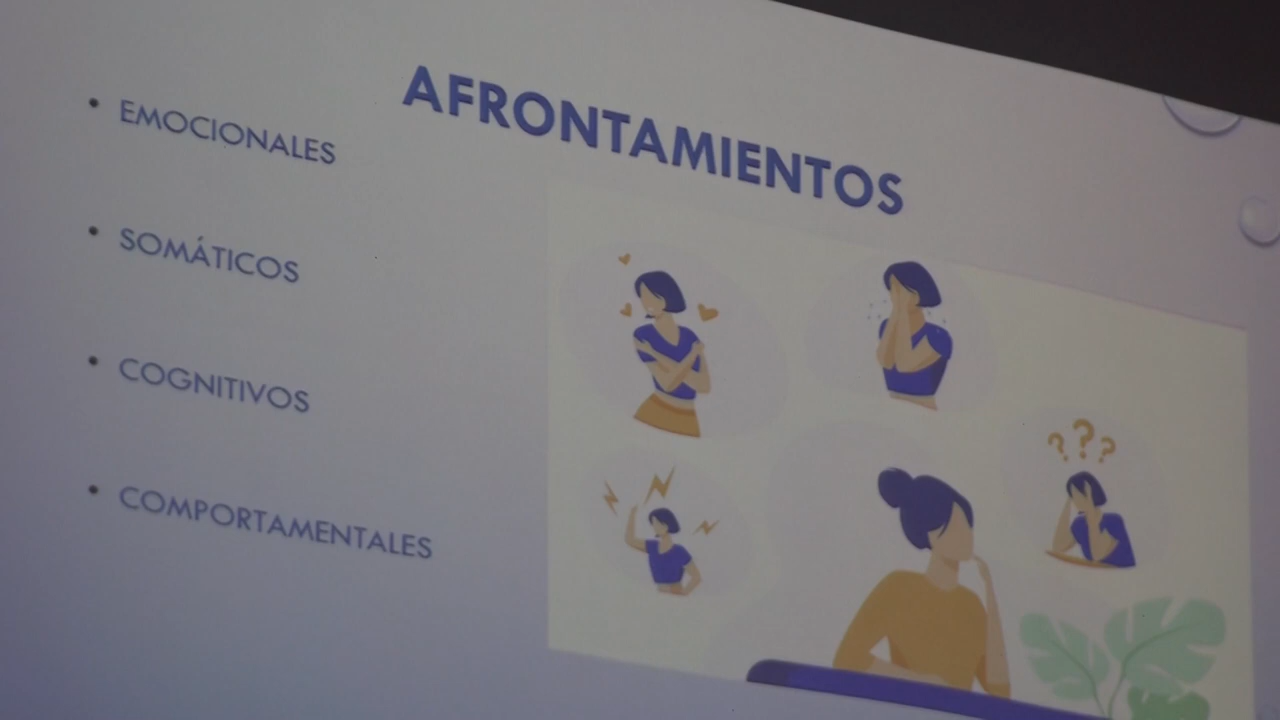 AFRONTAMIENTOS
• EMOCIONALES
• SOMÁTICOS
• COGNITIVOS
• COMPORTAMENTALES
? ? ?